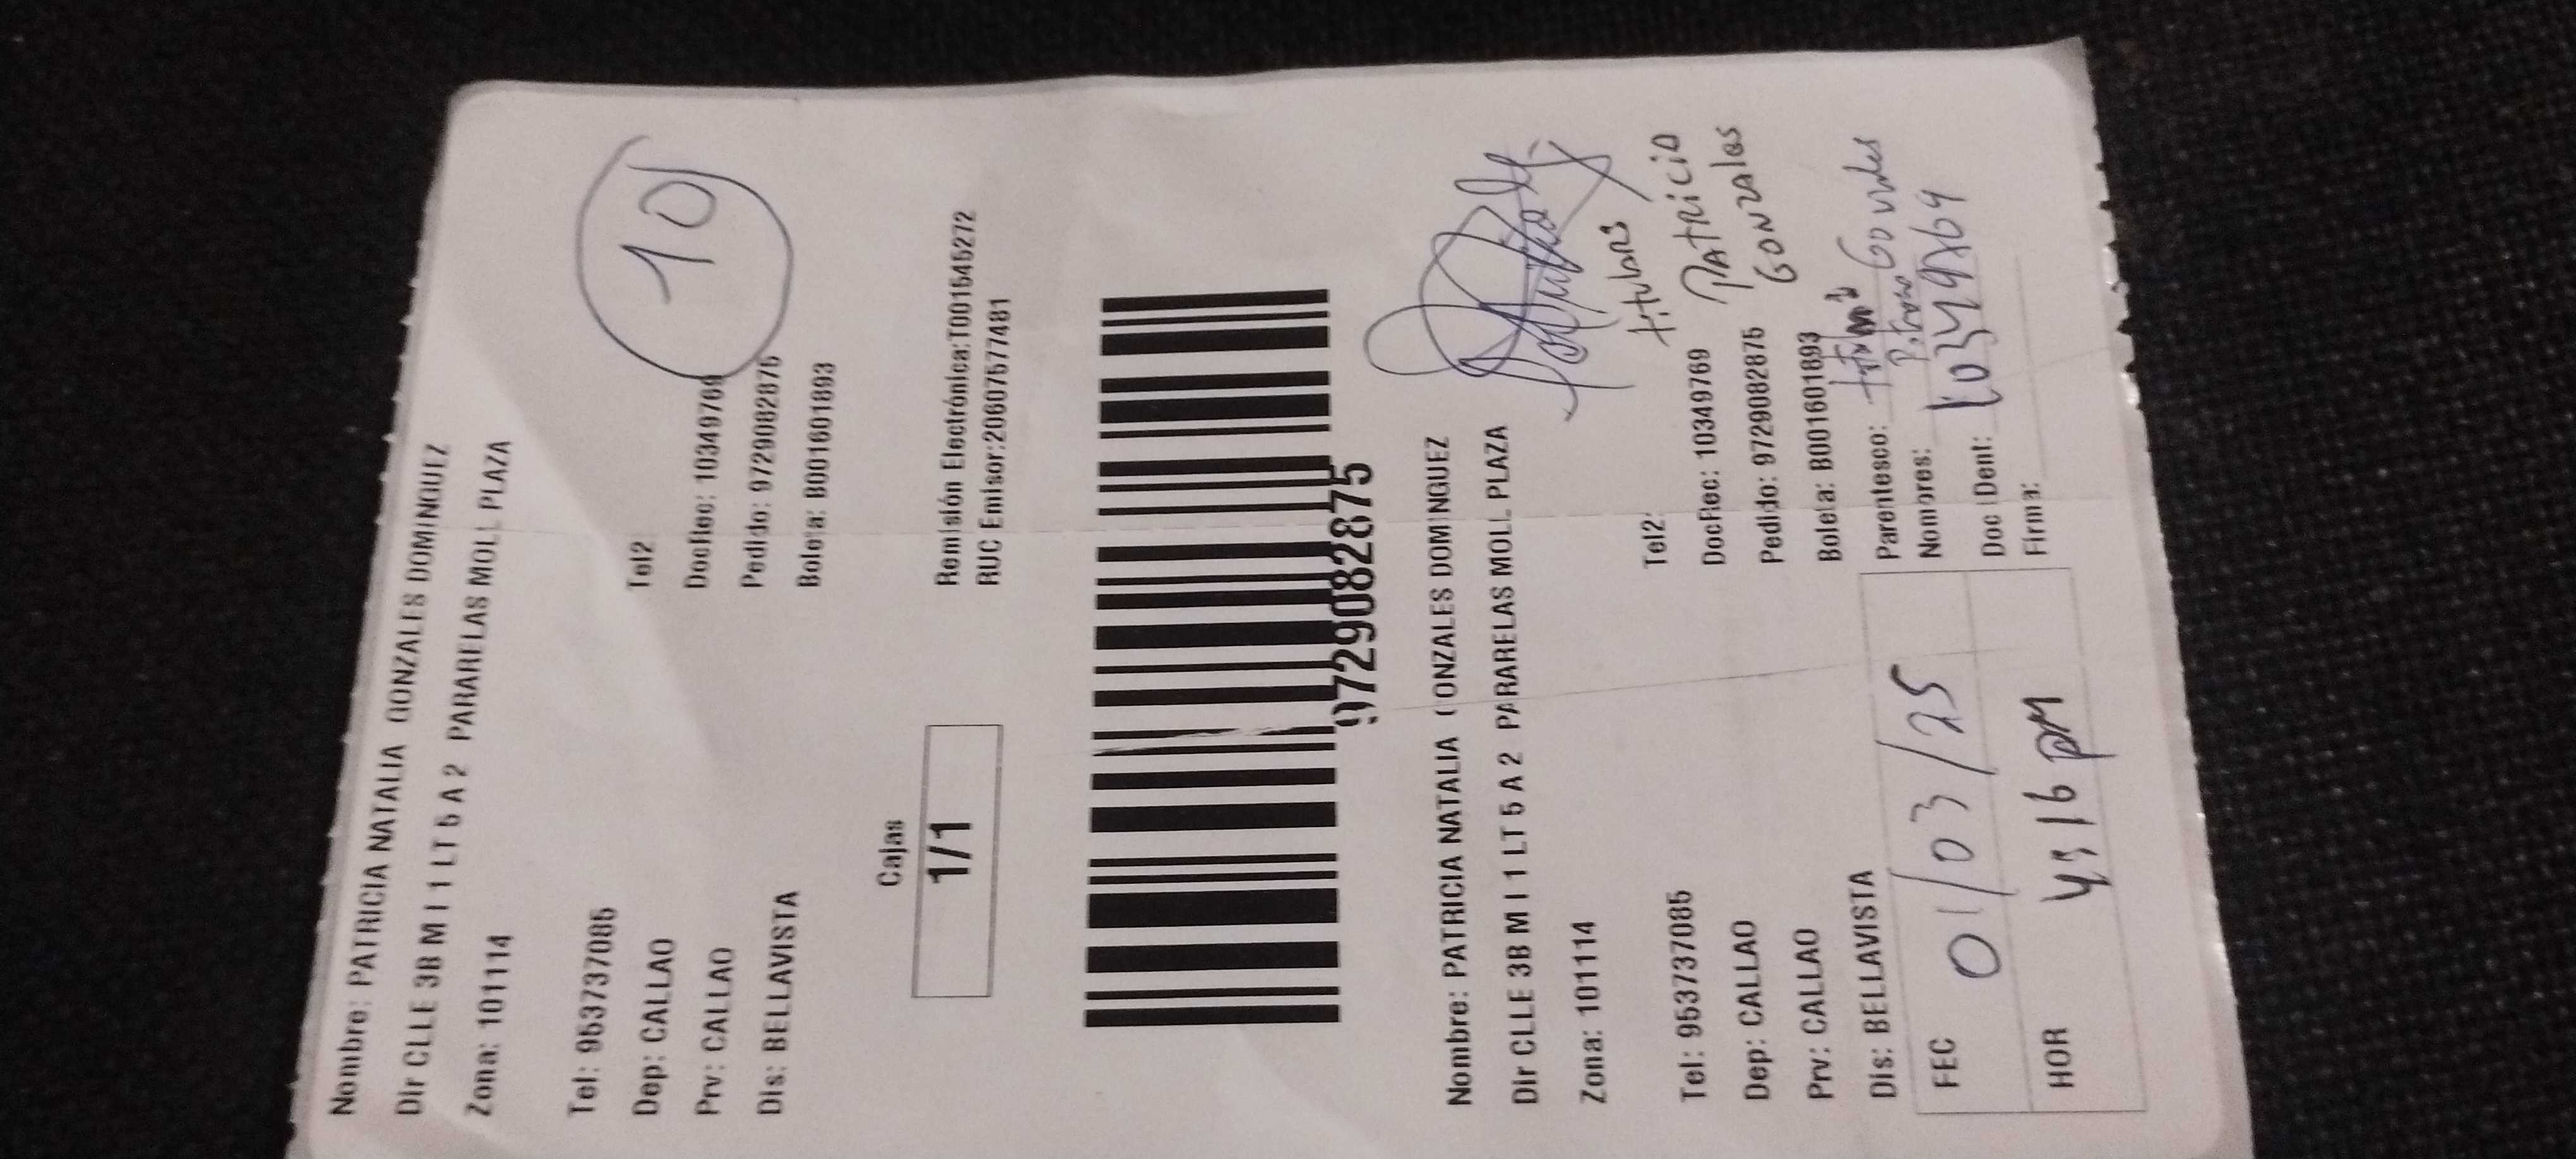 Nombre: PATRICIA NATALIA GONZALES DOMINGUEZ
Dir CLLE 3B M I 1 LT 5 A 2 PARARELAS MOLL PLAZA
Zona: 101114
10
Tel: 953737085 Tel2
Dep: CALLAO DocRec: 10349769
Prv: CALLAO Pedido: 9729082875
Dis: BELLAVISTA Boleta: B001601893
Cajas
1/1
Remisión Electrónica:T001545272
RUC Emisor:20607577481
9729082875
Nombre: PATRICIA NATALIA GONZALES DOMINGUEZ
Dir CLLE 3B M I 1 LT 5 A 2 PARARELAS MOLL PLAZA
Zona: 101114
titular
Tel: 953737085 Tel2:
PATRICIA
Dep: CALLAO DocRec: 10349769
GONZALES
Prv: CALLAO Pedido: 9729082875
Dis: BELLAVISTA Boleta: B001601893
FEC 01/03/25
HOR 4:16 PM
Parentesco:
Nombres: Gonzales
Doc Ident: 10349769
Firma: